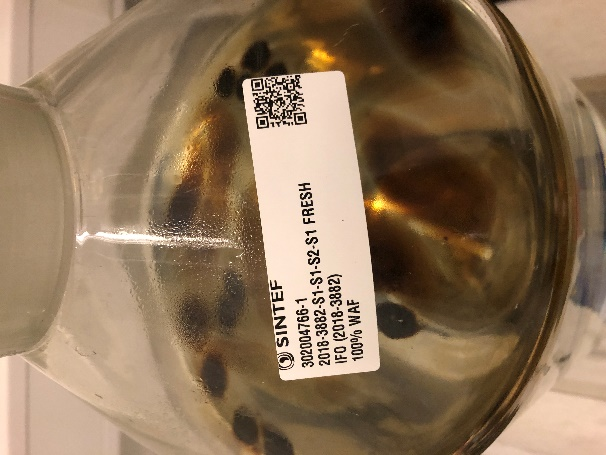 SINTEF
302004766-1
2018-3882-S1-S1-S2-S1 FRESH
IFO (2018-3882)
100% WAF